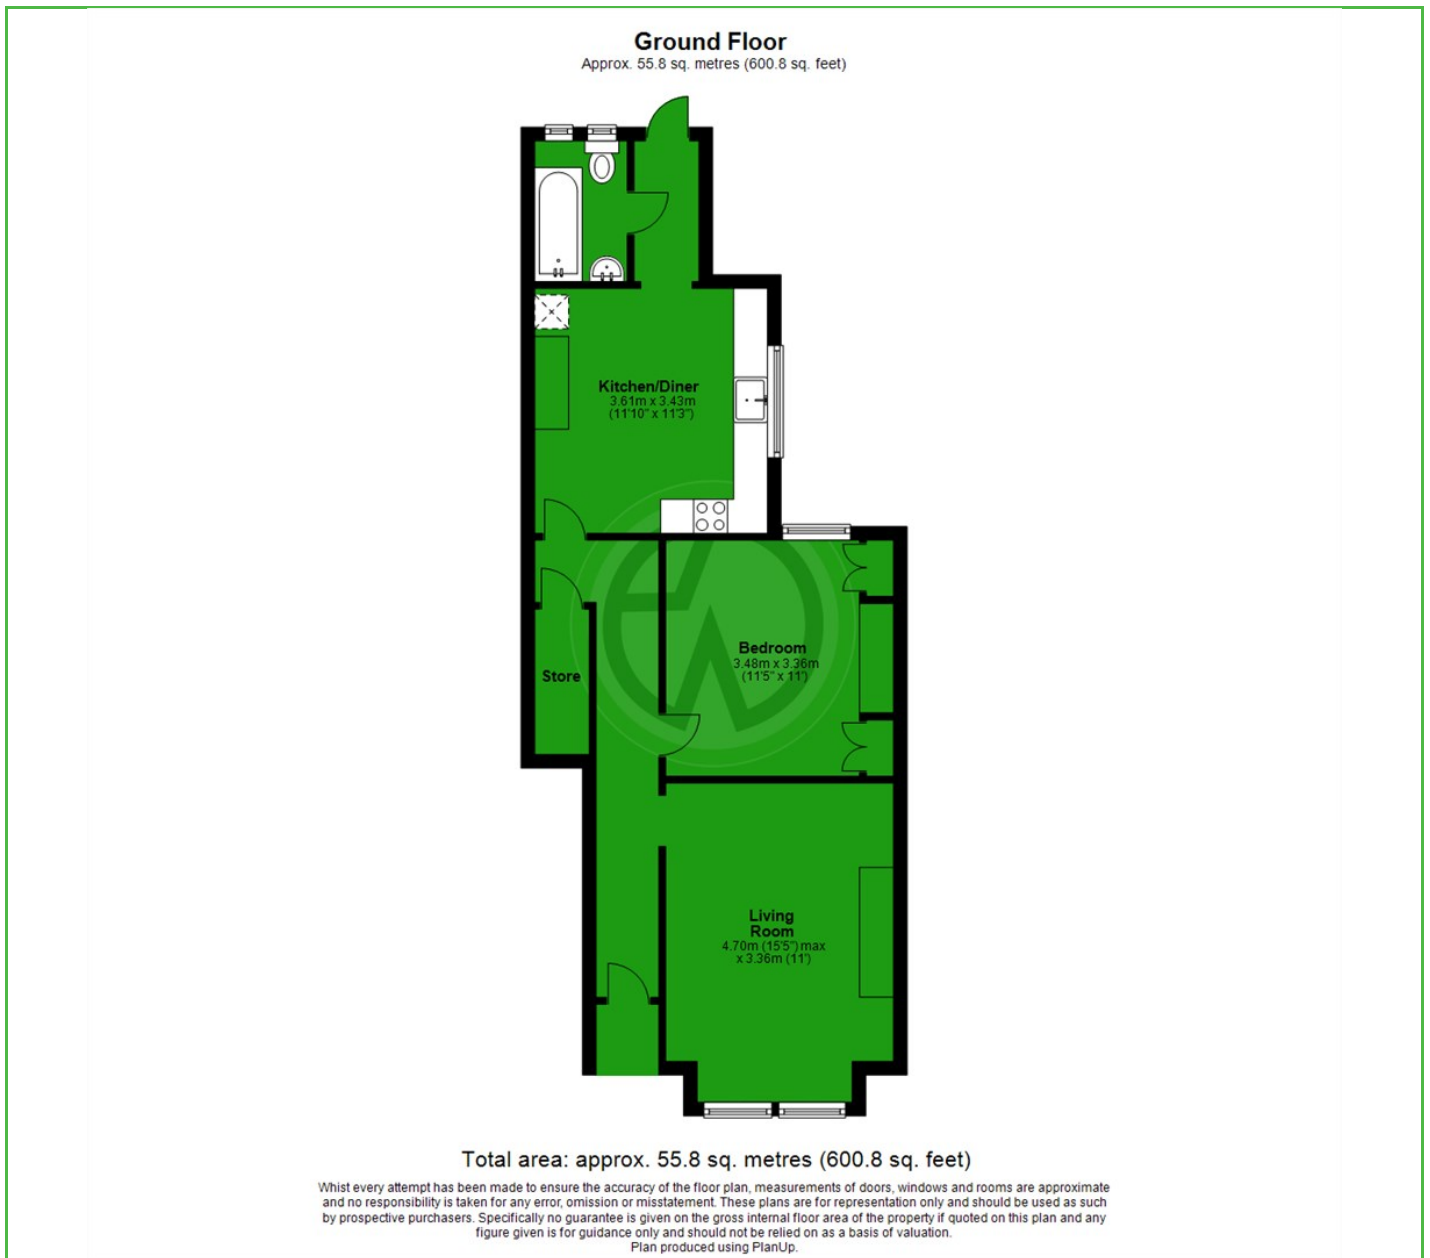 Ground Floor
Approx. 55.8 sq. metres (600.8 sq. feet)
Kitchen/Diner
3.61m x 3.43m
(11'10" x 11'3")
Bedroom
3.48m x 3.36m
(11'5" x 11')
Store
Living
Room
4.70m (15'5") max
x 3.36m (11')
Total area: approx. 55.8 sq. metres (600.8 sq. feet)
Whist every attempt has been made to ensure the accuracy of the floor plan, measurements of doors, windows and rooms are approximate
and no responsibility is taken for any error, omission or misstatement. These plans are for representation only and should be used as such
by prospective purchasers. Specifically no guarantee is given on the gross internal floor area of the property if quoted on this plan and any
figure given is for guidance only and should not be relied on as a basis of valuation.
Plan produced using PlanUp.